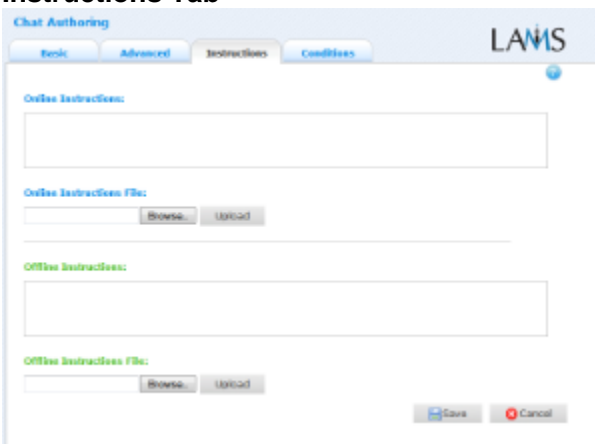 Instructions Tab
Chat Authoring
LAMS
Basic Advanced Instructions Conditions
Online Instructions:
Online Instructions File:
Browse.. Upload
Offline Instructions:
Offline Instructions File:
Browse.. Upload
Save Cancel